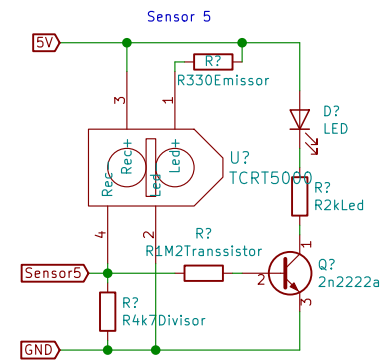 Sensor 5
5V
R?
R330Emissor
3
1
D?
LED
Rec+
Led+
U?
TCRT5000
Rec-
Led-
R?
R2kLed
4
2
R?
R1M2Transsistor
1
Q?
2n2222a
Sensor5
2
3
R?
R4k7Divisor
GND